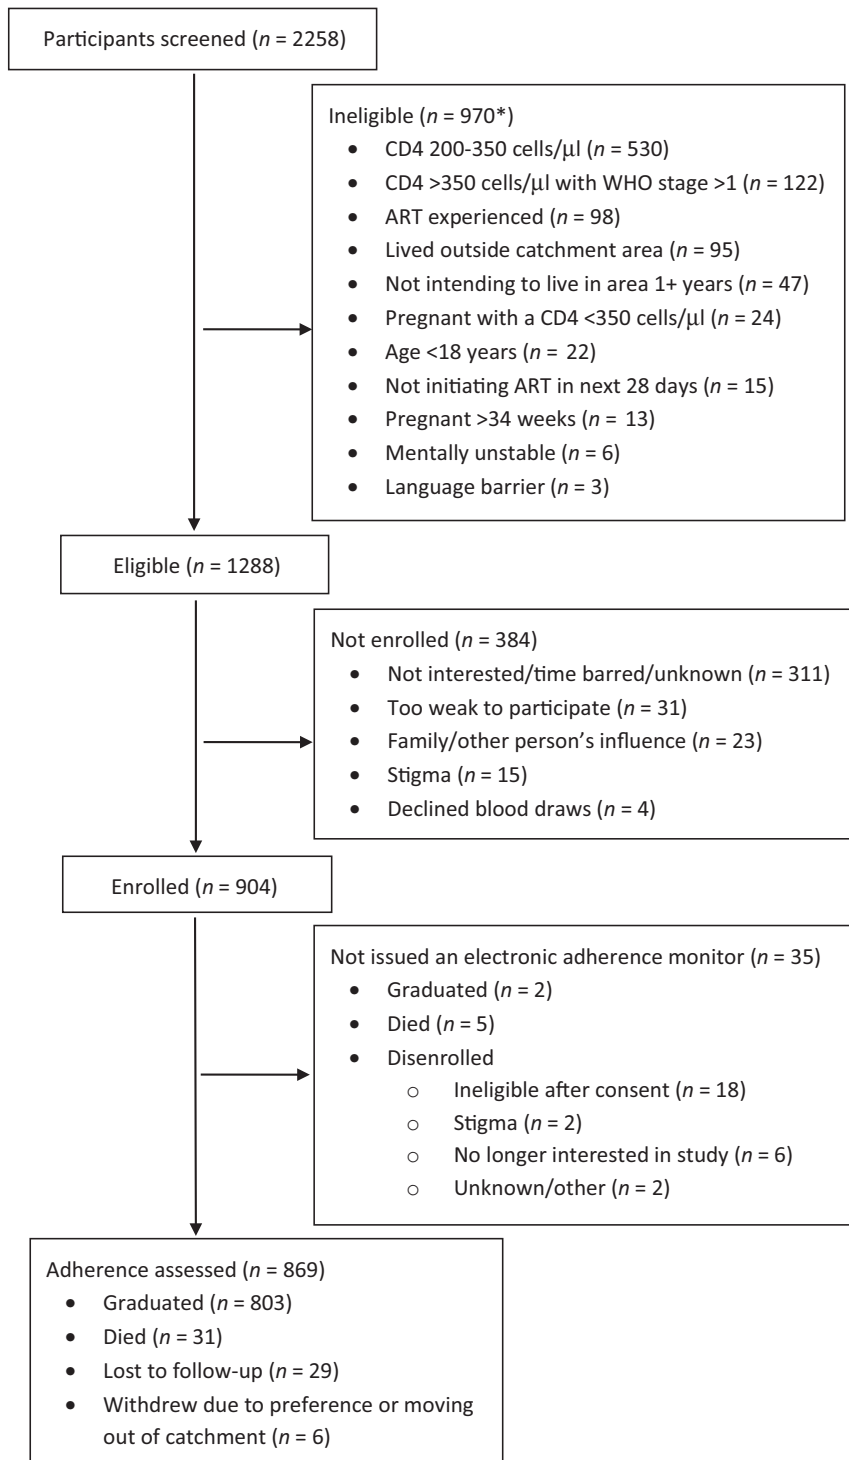 Participants screened (n = 2258)
Ineligible (n = 970*)
• CD4 200-350 cells/μl (n = 530)
• CD4 >350 cells/μl with WHO stage >1 (n = 122)
• ART experienced (n = 98)
• Lived outside catchment area (n = 95)
• Not intending to live in area 1+ years (n = 47)
• Pregnant with a CD4 <350 cells/μl (n = 24)
• Age <18 years (n = 22)
• Not initiating ART in next 28 days (n = 15)
• Pregnant >34 weeks (n = 13)
• Mentally unstable (n = 6)
• Language barrier (n = 3)
Eligible (n = 1288)
Not enrolled (n = 384)
• Not interested/time barred/unknown (n = 311)
• Too weak to participate (n = 31)
• Family/other person's influence (n = 23)
• Stigma (n = 15)
• Declined blood draws (n = 4)
Enrolled (n = 904)
Not issued an electronic adherence monitor (n = 35)
• Graduated (n = 2)
• Died (n = 5)
• Disenrolled
o Ineligible after consent (n = 18)
o Stigma (n = 2)
o No longer interested in study (n = 6)
o Unknown/other (n = 2)
Adherence assessed (n = 869)
• Graduated (n = 803)
• Died (n = 31)
• Lost to follow-up (n = 29)
• Withdrew due to preference or moving
out of catchment (n = 6)